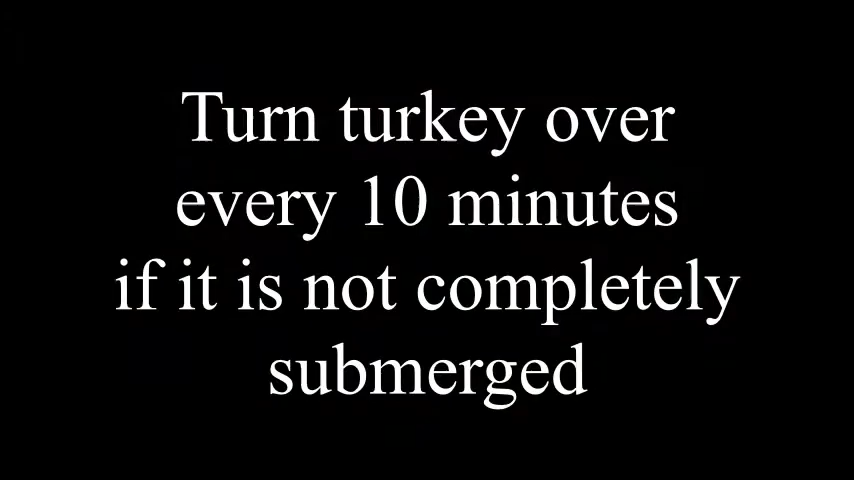 Turn turkey over
every 10 minutes
if it is not completely
submerged